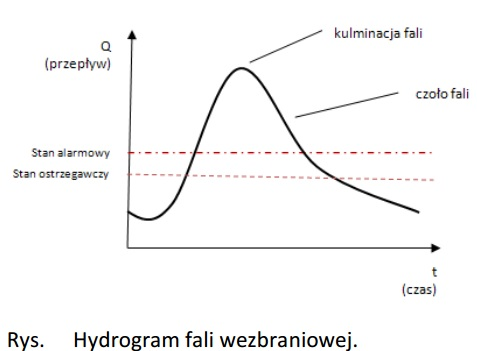 kulminacja fali
Q
(przepływ)
czoło fali
Stan alarmowy
Stan ostrzegawczy
t
(czas)
Rys. Hydrogram fali wezbraniowej.